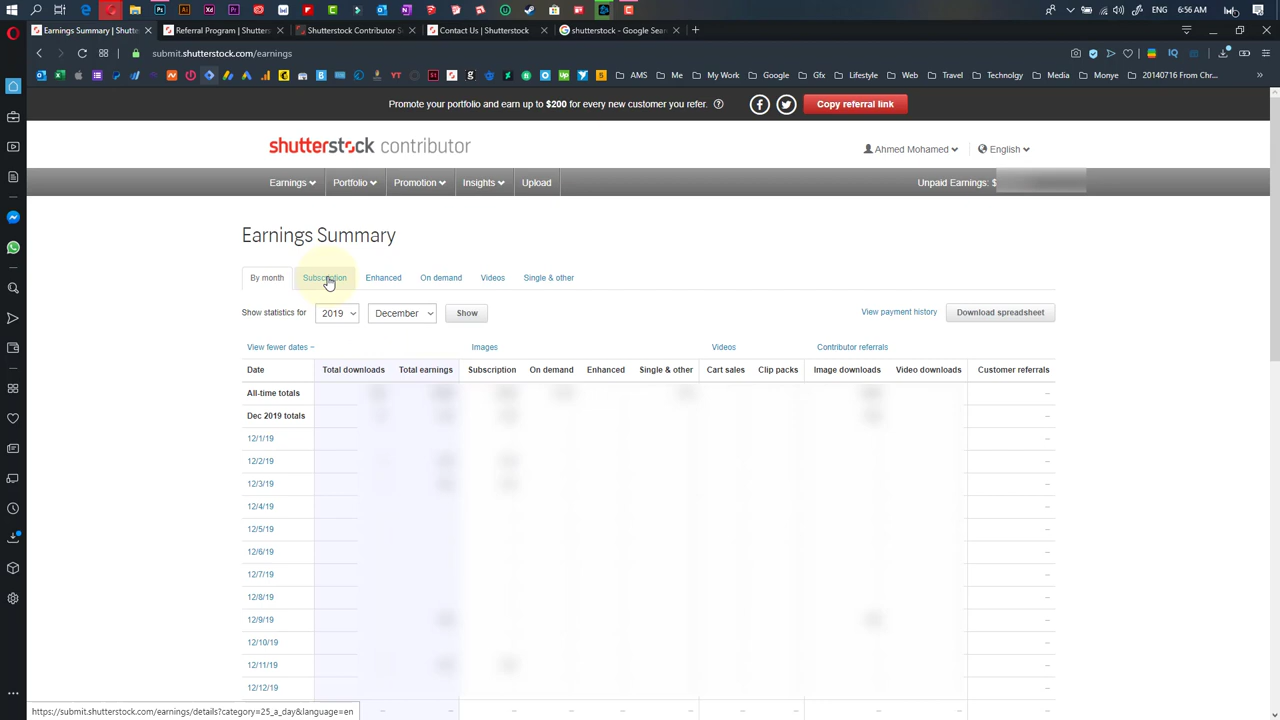 ENG 6:56 AM
Earnings Summary | Shutte
Referral Program | Shutters
Shutterstock Contributor S
Contact Us | Shutterstock
shutterstock - Google Sear
submit.shutterstock.com/earnings
AMS
Me
My Work
Google
Gfx
Lifestyle
Web
Travel
Technolgy
Media
Monye
20140716 From Chr...
Promote your portfolio and earn up to $200 for every new customer you refer.
Copy referral link
shutterstock contributor
Ahmed Mohamed
English
Earnings Portfolio Promotion Insights Upload
Unpaid Earnings: $
Earnings Summary
By month Subscription Enhanced On demand Videos Single & other
Show statistics for 2019 December Show
View payment history Download spreadsheet
View fewer dates Images Videos Contributor referrals
Date Total downloads Total earnings Subscription On demand Enhanced Single & other Cart sales Clip packs Image downloads Video downloads Customer referrals
All-time totals –
Dec 2019 totals –
12/1/19 –
12/2/19 –
12/3/19 –
12/4/19 –
12/5/19 –
12/6/19 –
12/7/19 –
12/8/19 –
12/9/19 –
12/10/19 –
12/11/19 –
12/12/19 –
https://submit.shutterstock.com/earnings/details?category=25_a_day&language=en